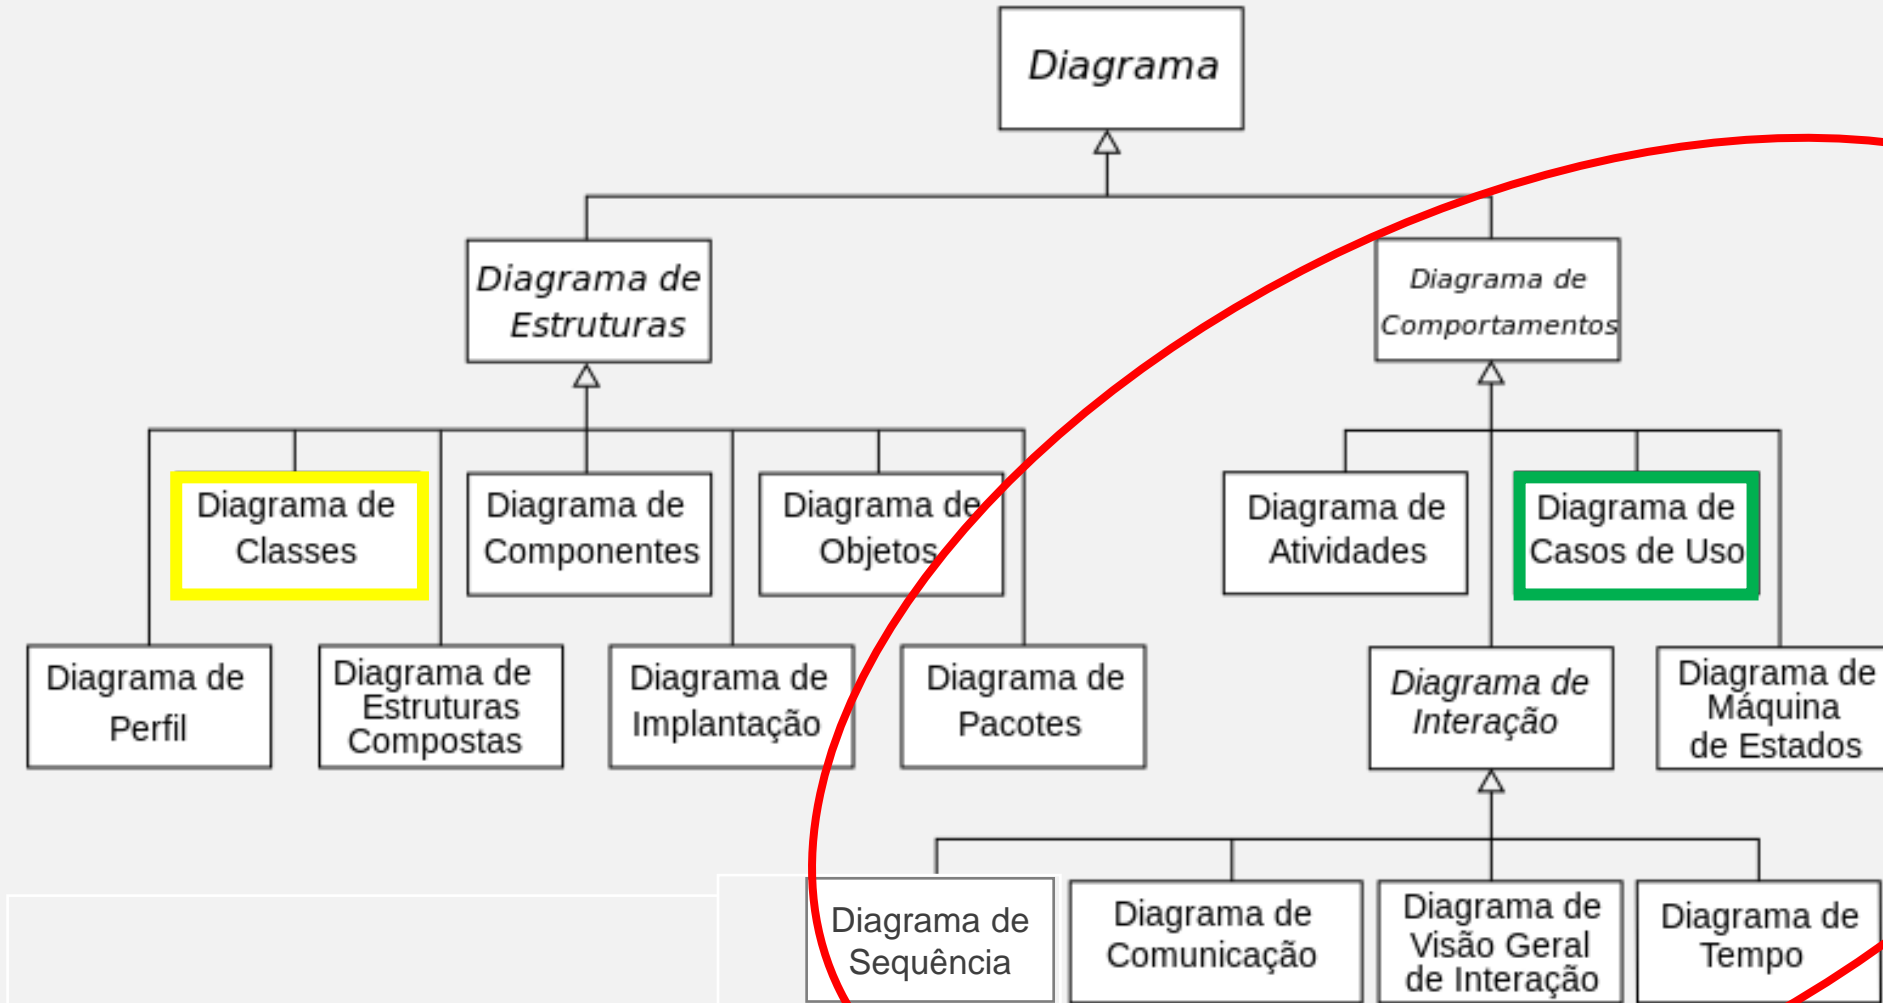 Diagrama
Diagrama de
Estruturas
Diagrama de
Comportamentos
Diagrama de
Classes
Diagrama de
Componentes
Diagrama de
Objetos
Diagrama de
Atividades
Diagrama de
Casos de Uso
Diagrama de
Perfil
Diagrama de
Estruturas
Compostas
Diagrama de
Implantação
Diagrama de
Pacotes
Diagrama de
Interação
Diagrama de
Máquina
de Estados
Diagrama de
Sequência
Diagrama de
Comunicação
Diagrama de
Visão Geral
de Interação
Diagrama de
Tempo